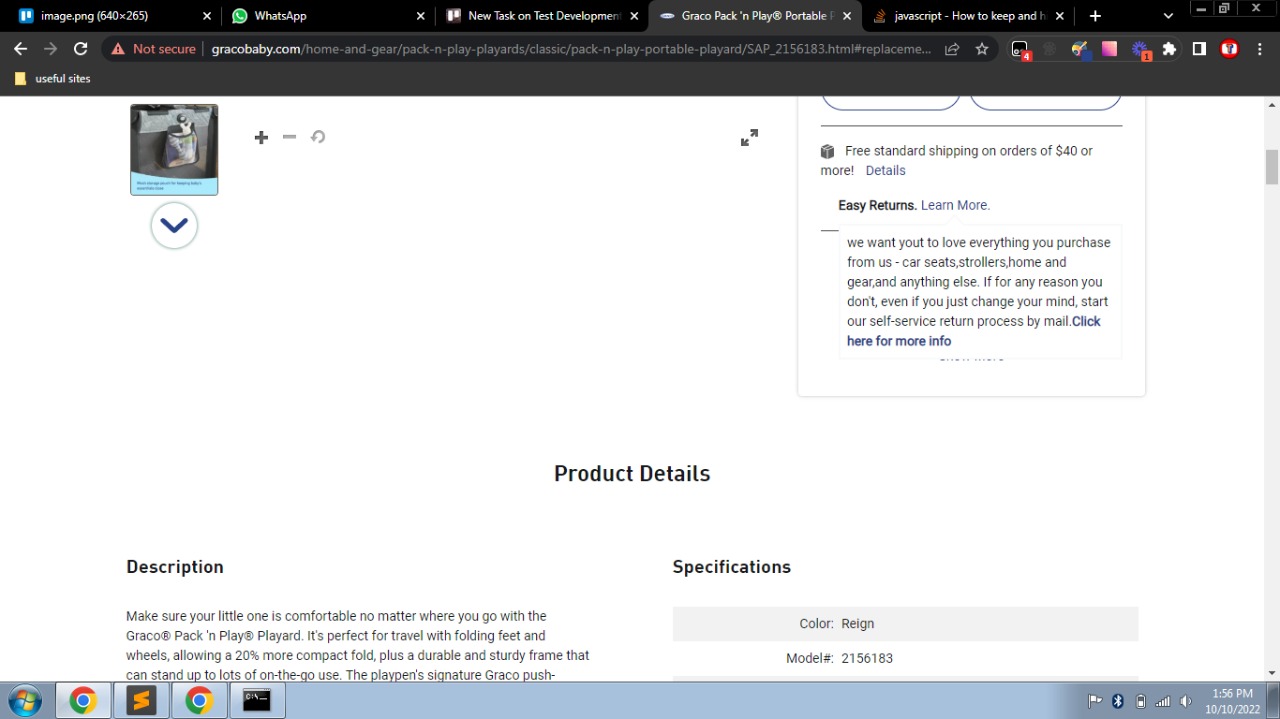 image.png (640×265)
WhatsApp
New Task on Test Developmen
Graco Pack 'n Play® Portable P
javascript - How to keep and hi
Not secure
gracobaby.com/home-and-gear/pack-n-play-playards/classic/pack-n-play-portable-playard/SAP_2156183.html#replaceme...
4
1
useful sites
Free standard shipping on orders of $40 or
more! Details
Easy Returns. Learn More.
we want yout to love everything you purchase
from us - car seats,strollers,home and
gear,and anything else. If for any reason you
don't, even if you just change your mind, start
our self-service return process by mail.Click
here for more info
Product Details
Description
Specifications
Make sure your little one is comfortable no matter where you go with the
Graco® Pack 'n Play® Playard. It's perfect for travel with folding feet and
wheels, allowing a 20% more compact fold, plus a durable and sturdy frame that
can stand up to lots of on-the-go use. The playpen's signature Graco push-
Color: Reign
Model#: 2156183
1:56 PM
10/10/2022